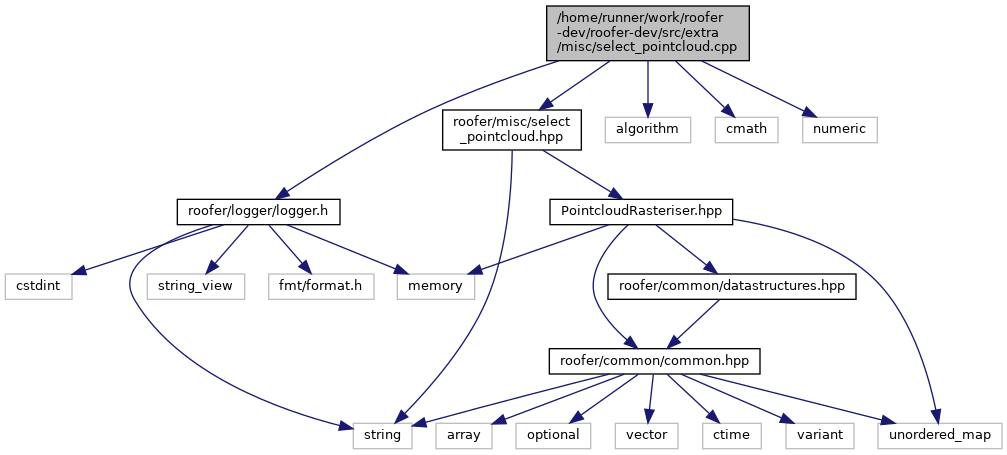 /home/runner/work/roofer
-dev/roofer-dev/src/extra
/misc/select_pointcloud.cpp
roofer/misc/select
_pointcloud.hpp
algorithm
cmath
numeric
roofer/logger/logger.h
PointcloudRasteriser.hpp
cstdint
string_view
fmt/format.h
memory
roofer/common/datastructures.hpp
roofer/common/common.hpp
string
array
optional
vector
ctime
variant
unordered_map